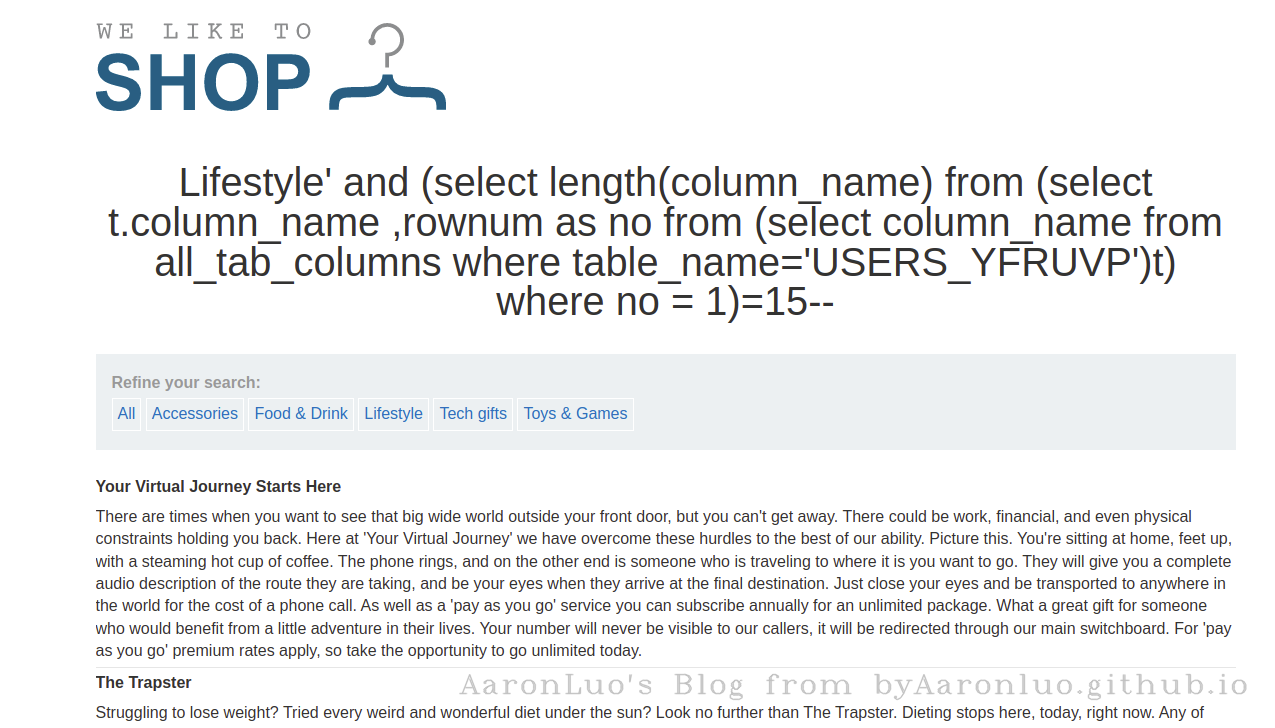 WE LIKE TO
SHOP
Lifestyle' and (select length(column_name) from (select
t.column_name ,rownum as no from (select column_name from
all_tab_columns where table_name='USERS_YFRUVP')t)
where no = 1)=15--
Refine your search:
All Accessories Food & Drink Lifestyle Tech gifts Toys & Games
Your Virtual Journey Starts Here
There are times when you want to see that big wide world outside your front door, but you can't get away. There could be work, financial, and even physical
constraints holding you back. Here at 'Your Virtual Journey' we have overcome these hurdles to the best of our ability. Picture this. You're sitting at home, feet up,
with a steaming hot cup of coffee. The phone rings, and on the other end is someone who is traveling to where it is you want to go. They will give you a complete
audio description of the route they are taking, and be your eyes when they arrive at the final destination. Just close your eyes and be transported to anywhere in
the world for the cost of a phone call. As well as a 'pay as you go' service you can subscribe annually for an unlimited package. What a great gift for someone
who would benefit from a little adventure in their lives. Your number will never be visible to our callers, it will be redirected through our main switchboard. For 'pay
as you go' premium rates apply, so take the opportunity to go unlimited today.
The Trapster
AaronLuo's Blog from byAaronluo.github.io
Struggling to lose weight? Tried every weird and wonderful diet under the sun? Look no further than The Trapster. Dieting stops here, today, right now. Any of